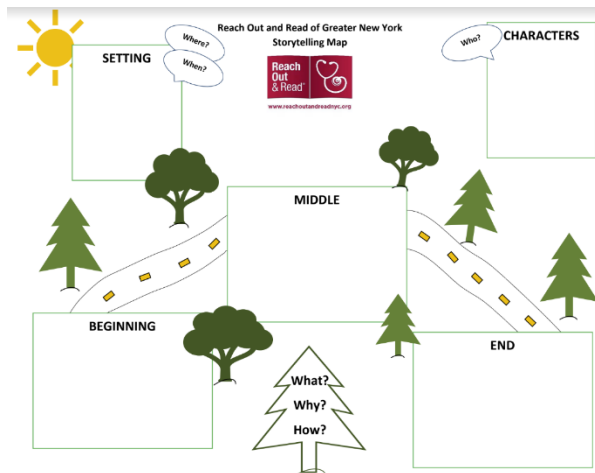 Reach Out and Read of Greater New York
Storytelling Map
Reach
Out
& Read®
www.reachoutandreadnyc.org
SETTING
Where?
When?
Who?
CHARACTERS
MIDDLE
BEGINNING
END
What?
Why?
How?